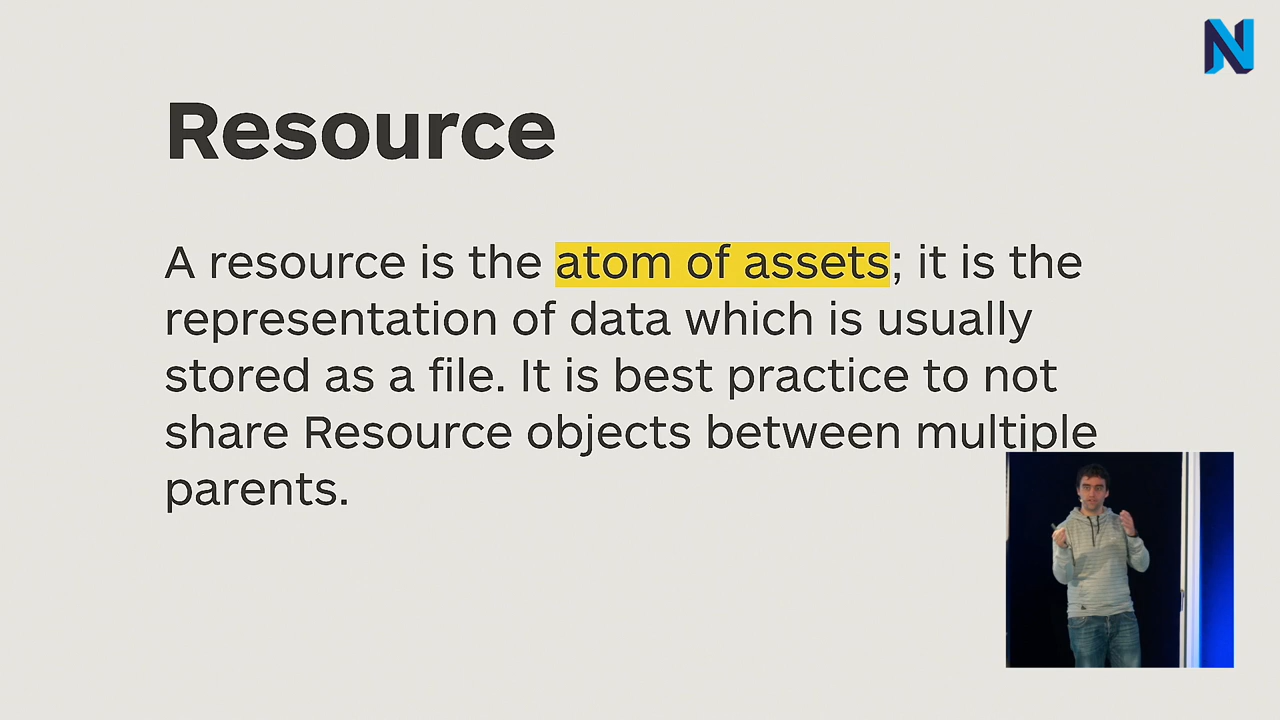 Resource
A resource is the atom of assets; it is the
representation of data which is usually
stored as a file. It is best practice to not
share Resource objects between multiple
parents.